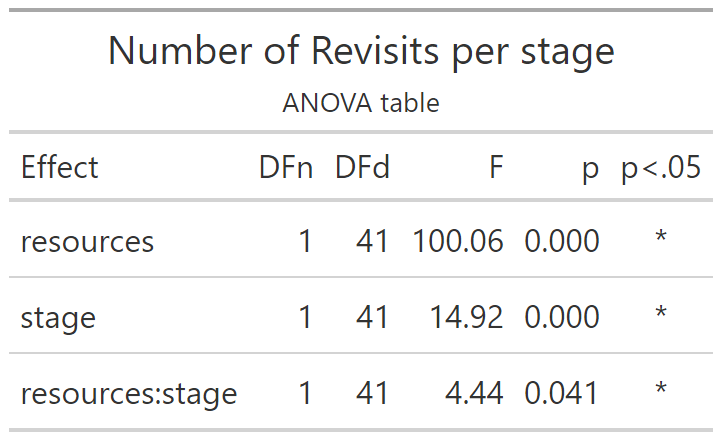 Number of Revisits per stage
ANOVA table
Effect DFn DFd F p p<.05
resources 1 41 100.06 0.000 *
stage 1 41 14.92 0.000 *
resources:stage 1 41 4.44 0.041 *